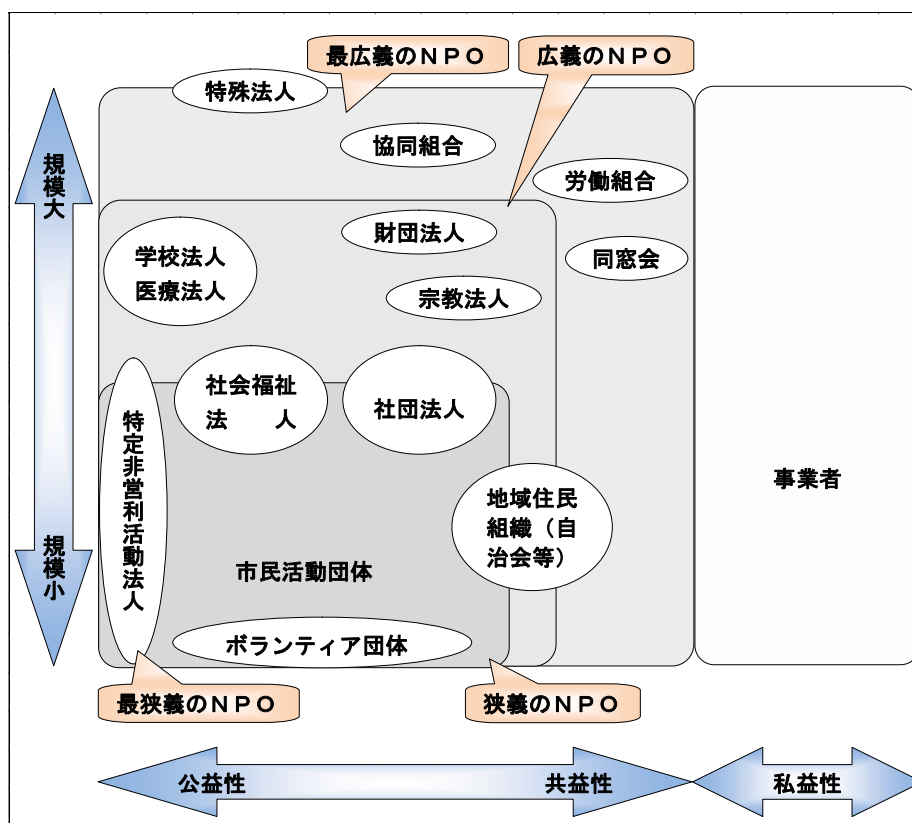 最広義のＮＰＯ
広義のＮＰＯ
特殊法人
協同組合
労働組合
規模大
財団法人
同窓会
学校法人
医療法人
宗教法人
社会福祉
法　　人
社団法人
特定非営利活動法人
事業者
地域住民
組織（自
治会等）
規模小
市民活動団体
ボランティア団体
最狭義のＮＰＯ
狭義のＮＰＯ
公益性
共益性
私益性